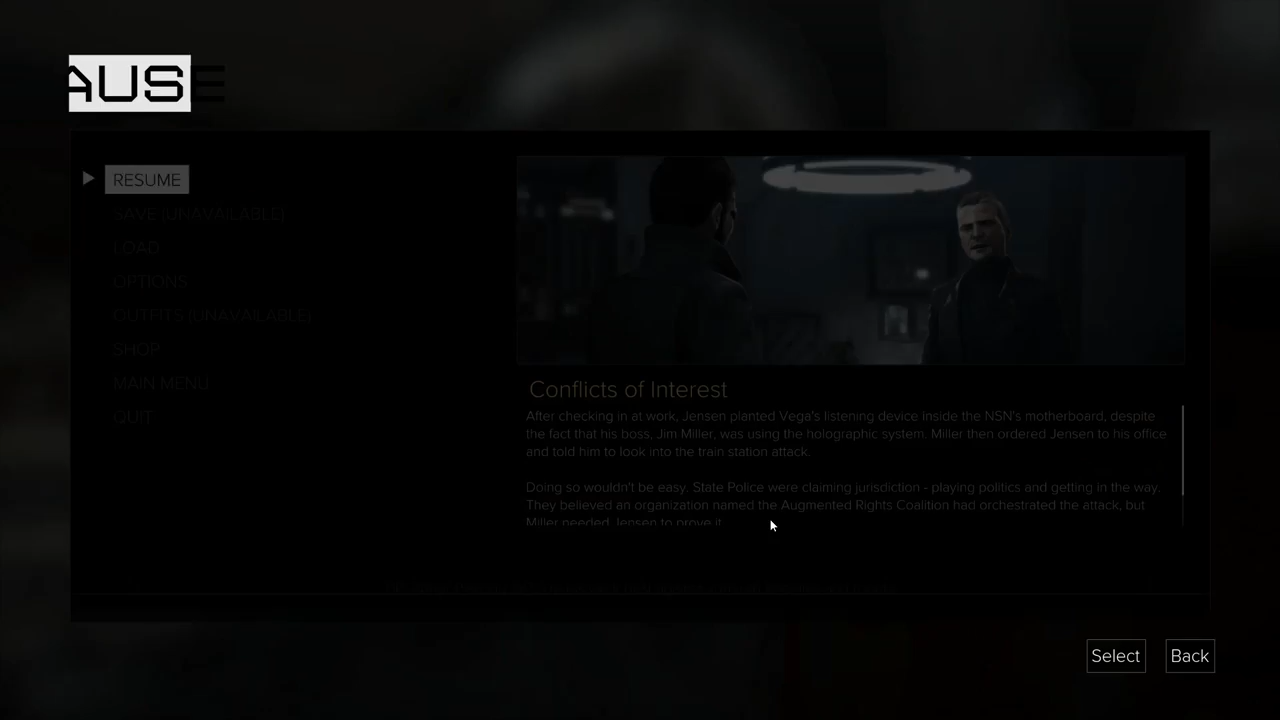 AUSE
RESUME
SAVE (UNAVAILABLE)
LOAD
OPTIONS
OUTFITS (UNAVAILABLE)
SHOP
MAIN MENU
QUIT
Conflicts of Interest
After checking in at work, Jensen planted Vega's listening device inside the NSN's motherboard, despite
the fact that his boss, Jim Miller, was using the holographic system. Miller then ordered Jensen to his office
and told him to look into the train station attack.
Doing so wouldn't be easy. State Police were claiming jurisdiction - playing politics and getting in the way.
They believed an organization named the Augmented Rights Coalition had orchestrated the attack, but
Miller needed Jensen to prove it.
Select
Back